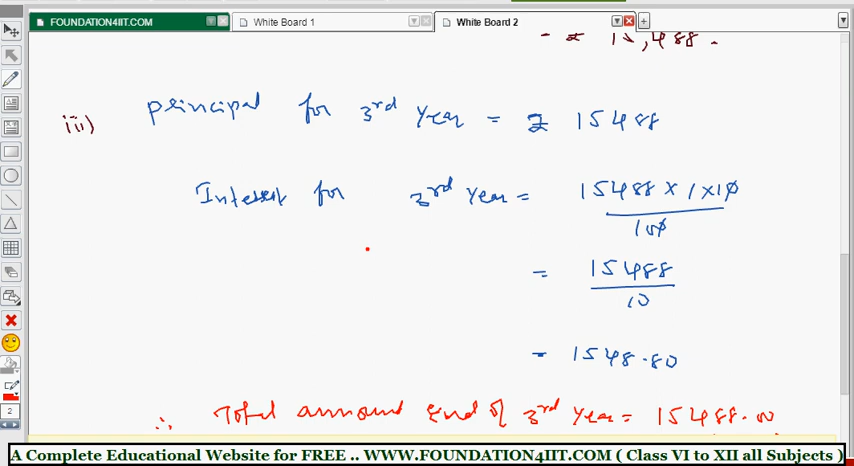 FOUNDATION4IIT.COM White Board 1 White Board 2
iii) Principal for 3rd Year = ₹ 15488
Interest for 3rd Year = 15488 × 1 × 10
100
= 15488
10
= 1548.80
∴ Total amount End of 3rd Year = 15488.00
2
A Complete Educational Website for FREE .. WWW.FOUNDATION4IIT.COM ( Class VI to XII all Subjects )